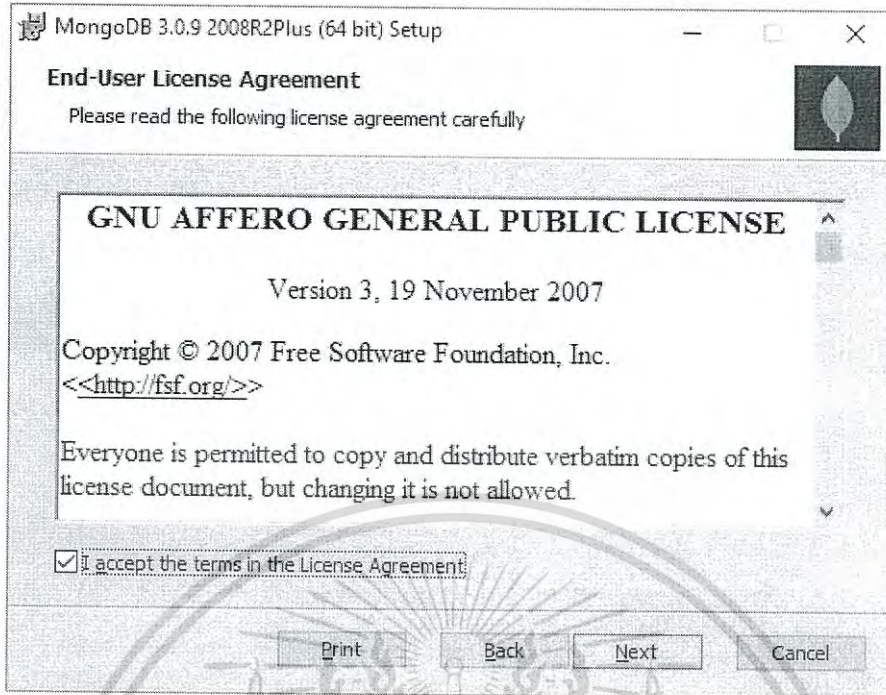 MongoDB 3.0.9 2008R2Plus (64 bit) Setup
End-User License Agreement
Please read the following license agreement carefully
GNU AFFERO GENERAL PUBLIC LICENSE
Version 3, 19 November 2007
Copyright © 2007 Free Software Foundation, Inc.
<<http://fsf.org/>>
Everyone is permitted to copy and distribute verbatim copies of this
license document, but changing it is not allowed.
I accept the terms in the License Agreement
Print Back Next Cancel